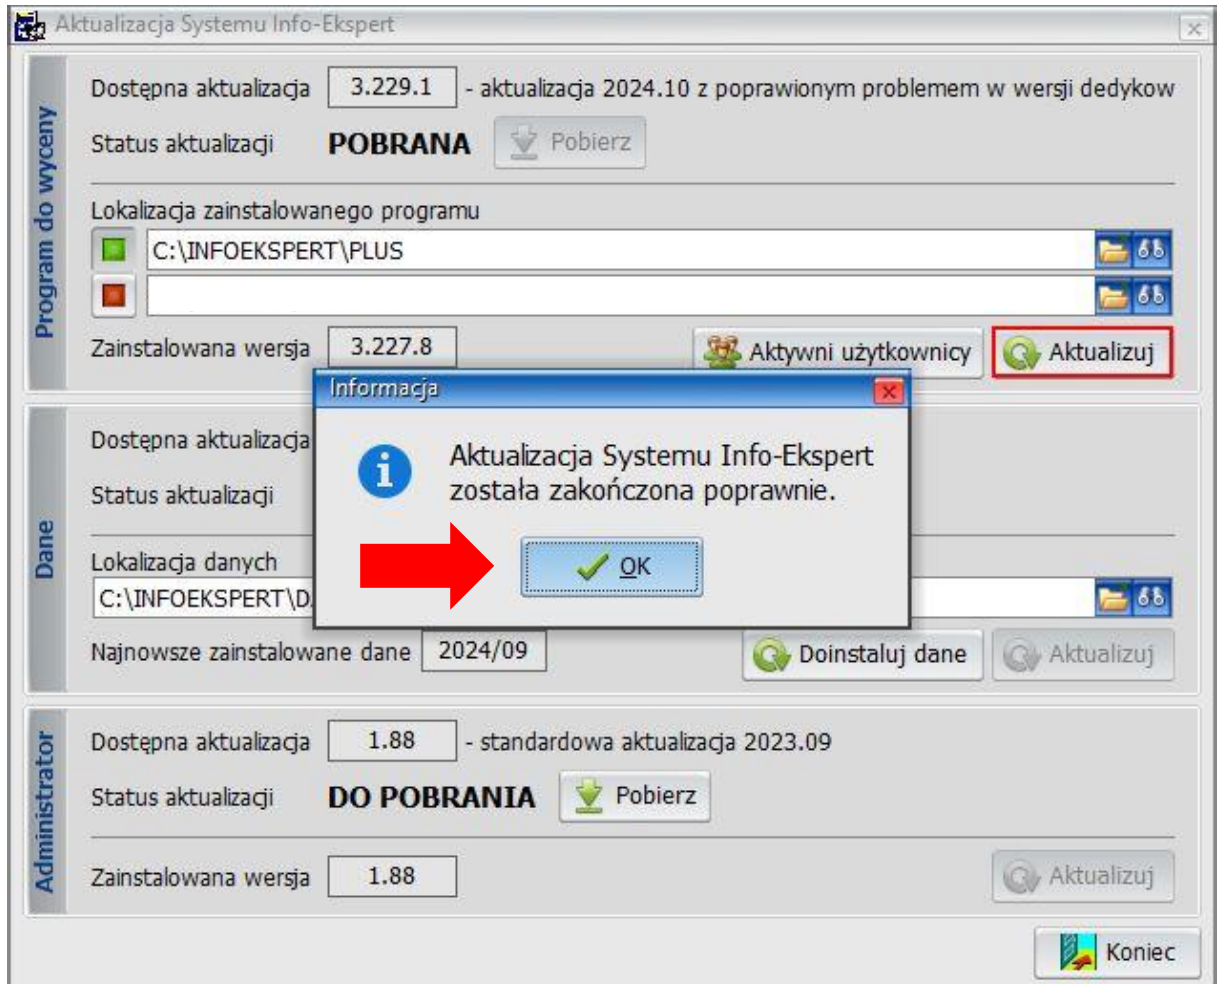 Aktualizacja Systemu Info-Ekspert
Program do wyceny
Dostępna aktualizacja 3.229.1 - aktualizacja 2024.10 z poprawionym problemem w wersji dedykow
Status aktualizacji POBRANA Pobierz
Lokalizacja zainstalowanego programu
C:\INFOEKSPERT\PLUS
Zainstalowana wersja 3.227.8 Aktywni użytkownicy Aktualizuj
Informacja
Aktualizacja Systemu Info-Ekspert
została zakończona poprawnie.
OK
Dane
Dostępna aktualizacja
Status aktualizacji
Lokalizacja danych
C:\INFOEKSPERT\D
Najnowsze zainstalowane dane 2024/09 Doinstaluj dane Aktualizuj
Administrator
Dostępna aktualizacja 1.88 - standardowa aktualizacja 2023.09
Status aktualizacji DO POBRANIA Pobierz
Zainstalowana wersja 1.88 Aktualizuj
Koniec